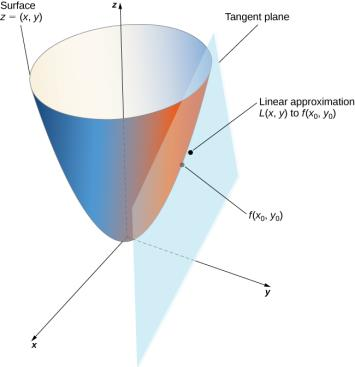 Surface
z = (x, y)
z
Tangent plane
Linear approximation
L(x, y) to f(x₀, y₀)
f(x₀, y₀)
y
x